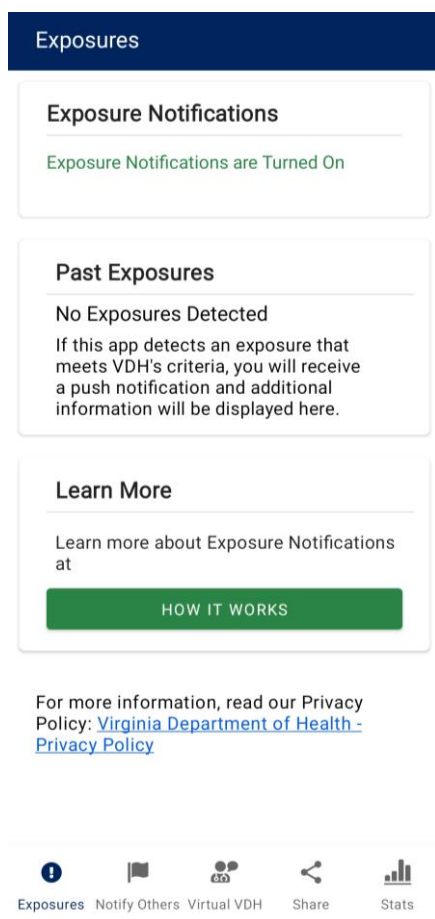 Exposures
Exposure Notifications
Exposure Notifications are Turned On
Past Exposures
No Exposures Detected
If this app detects an exposure that
meets VDH's criteria, you will receive
a push notification and additional
information will be displayed here.
Learn More
Learn more about Exposure Notifications
at
HOW IT WORKS
For more information, read our Privacy
Policy: Virginia Department of Health -
Privacy Policy
Exposures Notify Others Virtual VDH Share Stats